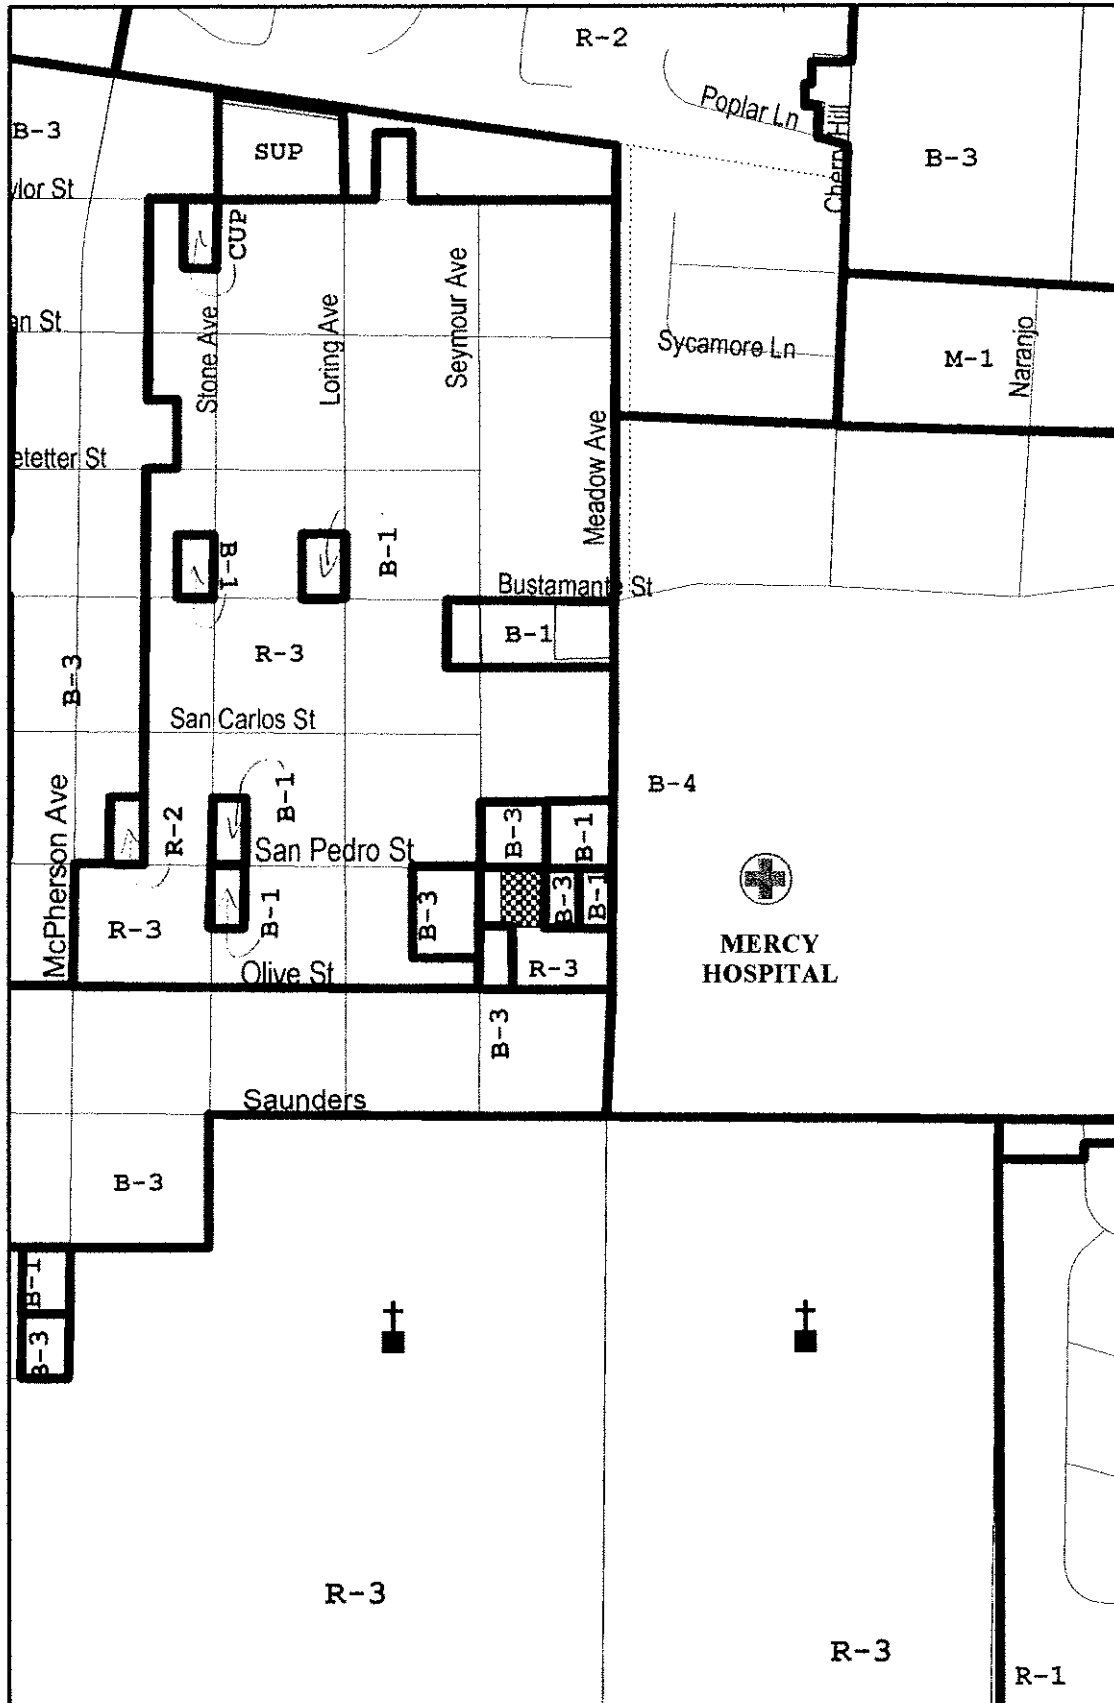 R-2
Poplar Ln
Cherry Hill
B-3
B-3
SUP
ylor St
CUP
Stone Ave
Loring Ave
Seymour Ave
an St
Sycamore Ln
M-1
Naranjo
etetter St
Meadow Ave
B-1
B-1
Bustamante St
B-1
R-3
B-3
San Carlos St
B-4
McPherson Ave
R-2
B-1
San Pedro St
B-3
B-1
R-3
B-1
B-3
B-3
B-1
MERCY
HOSPITAL
Olive St
R-3
B-3
Saunders
B-3
B-1
B-3
R-3
R-3
R-1